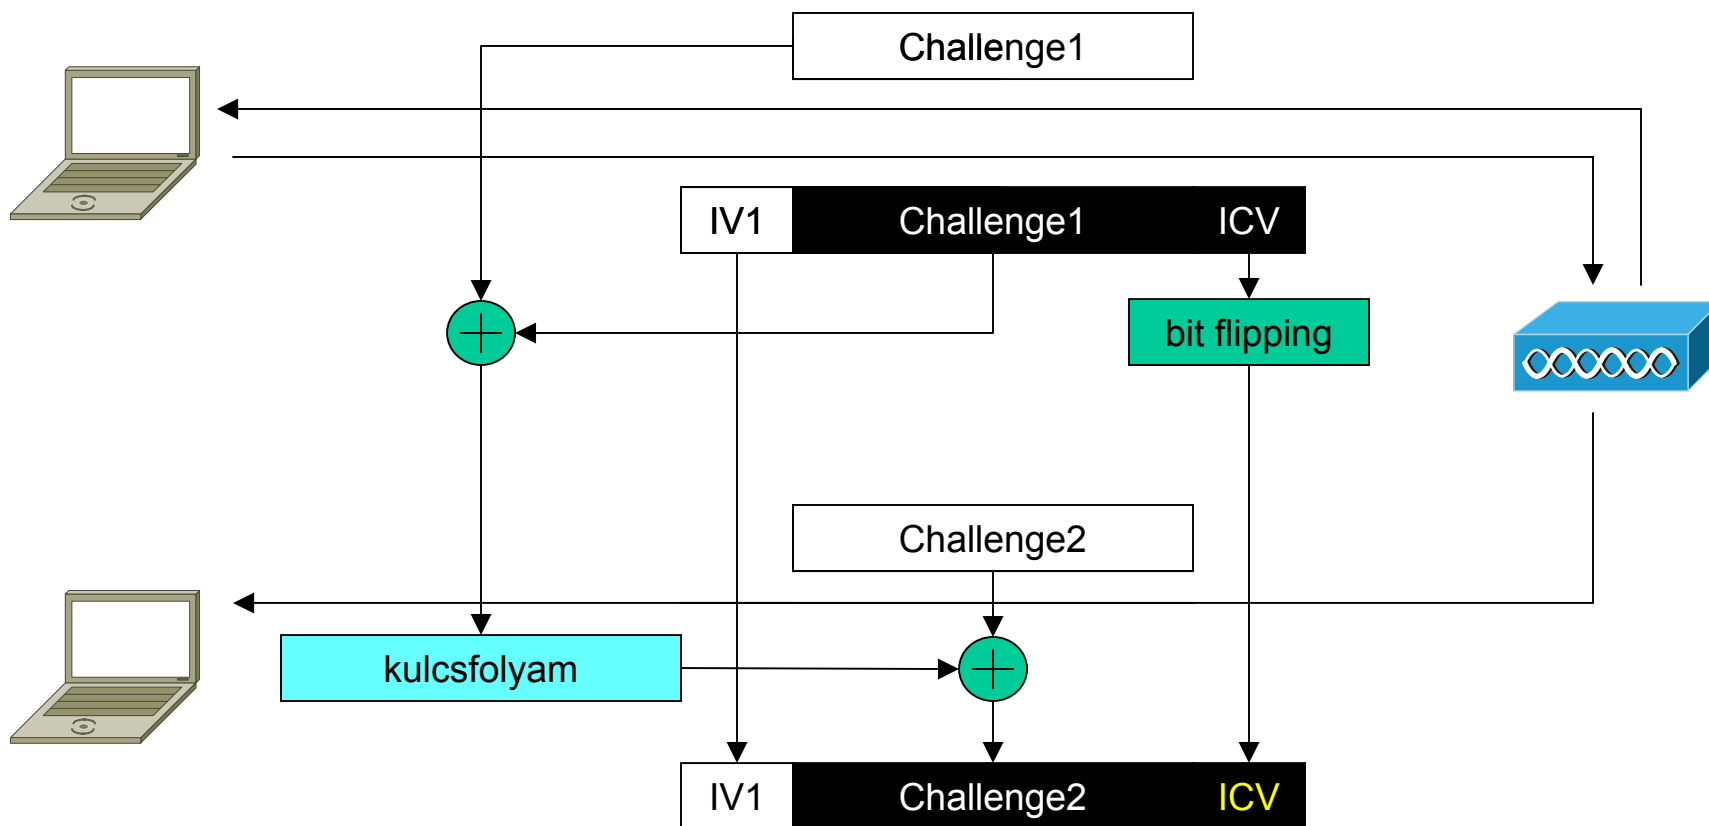 Challenge1
IV1 Challenge1 ICV
bit flipping
Challenge2
kulcsfolyam
IV1 Challenge2 ICV